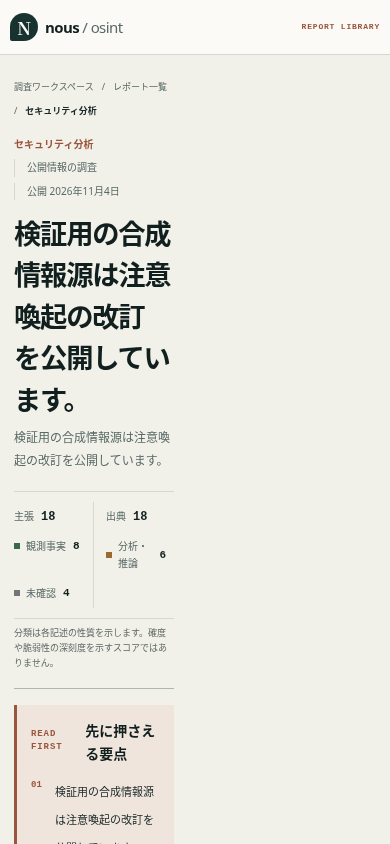 N nous / osint
REPORT LIBRARY
調査ワークスペース / レポート一覧
/ セキュリティ分析
セキュリティ分析
公開情報の調査
公開 2026年11月4日
検証用の合成
情報源は注意
喚起の改訂
を公開してい
ます。
検証用の合成情報源は注意喚
起の改訂を公開しています。
主張 18
出典 18
観測事実 8
分析・
推論 6
未確認 4
分類は各記述の性質を示します。確度
や脆弱性の深刻度を示すスコアではあ
りません。
READ
FIRST
先に押さえ
る要点
01
検証用の合成情報源
は注意喚起の改訂を